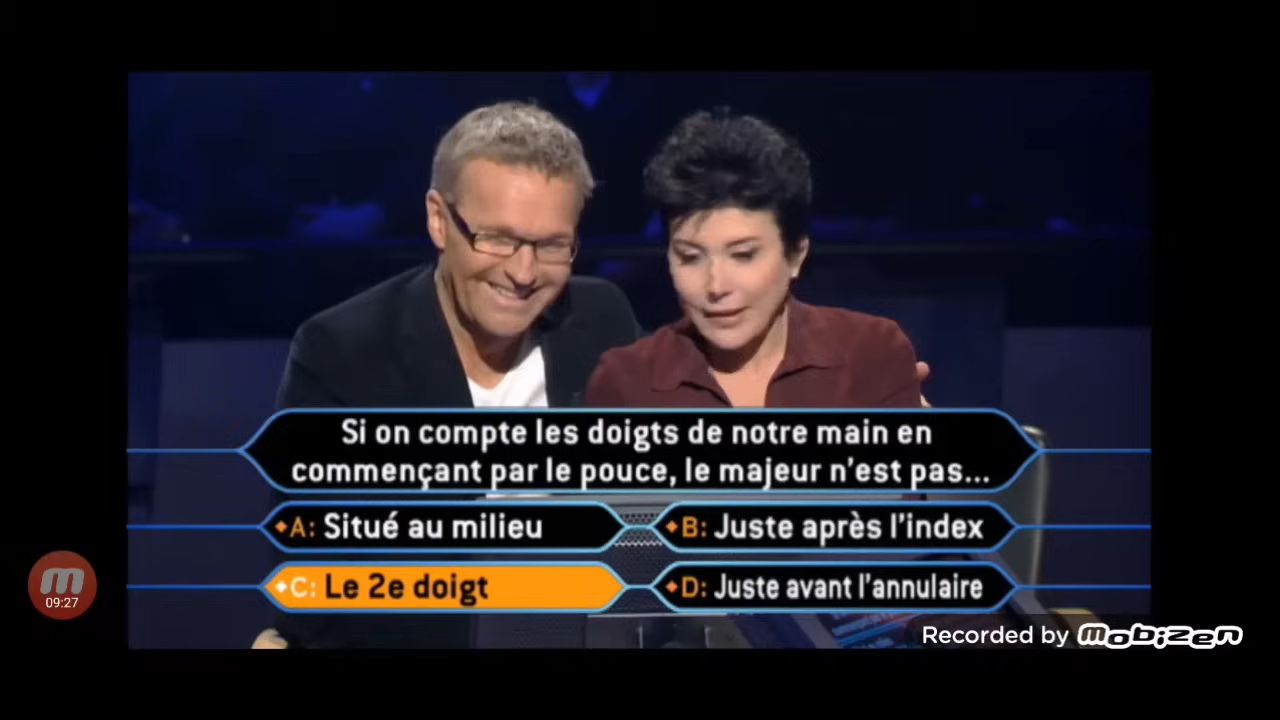 Si on compte les doigts de notre main en
commençant par le pouce, le majeur n'est pas...
A: Situé au milieu
B: Juste après l'index
C: Le 2e doigt
D: Juste avant l'annulaire
09:27
Recorded by mobizen